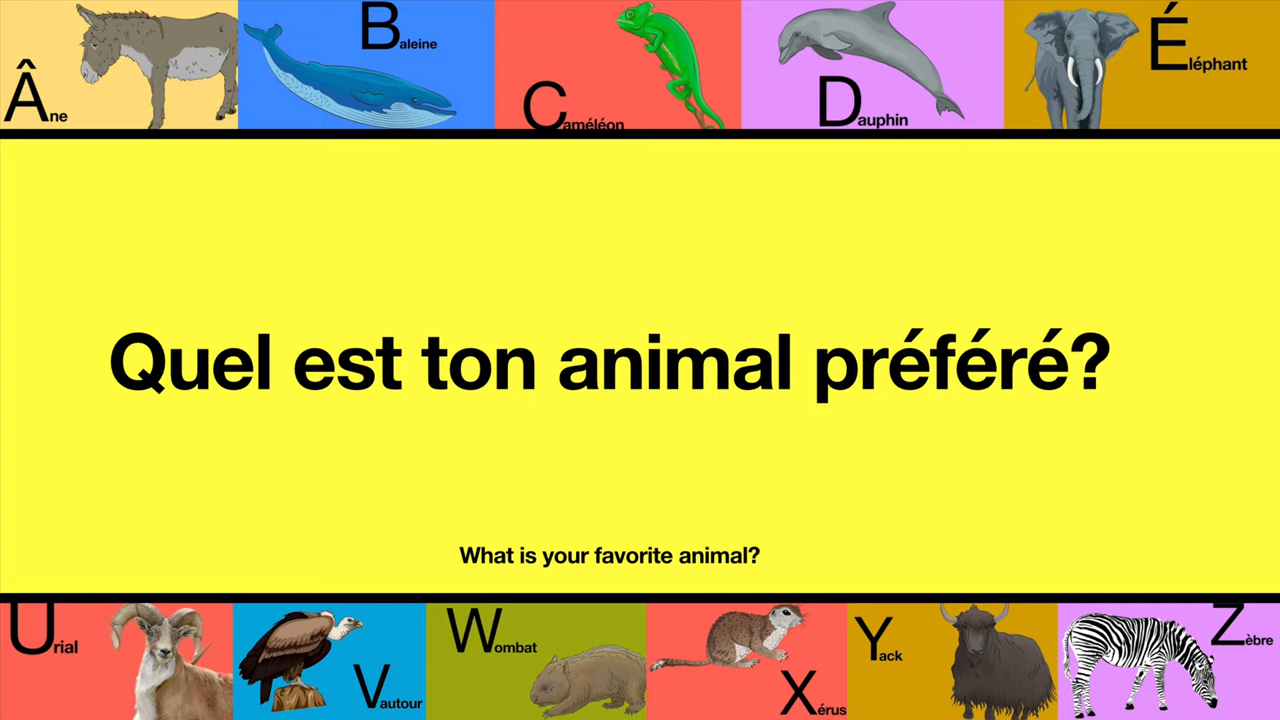 Âne
Baleine
Caméléon
Dauphin
Éléphant
Quel est ton animal préféré?
What is your favorite animal?
Urial
Vautour
Wombat
Xérus
Yack
Zèbre